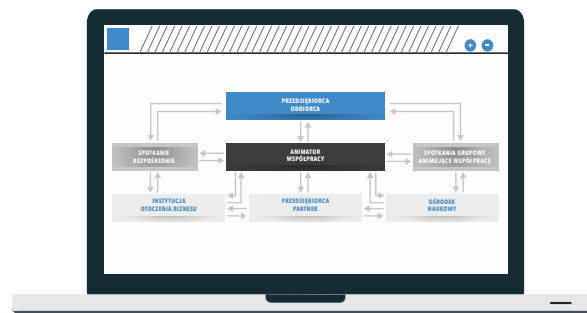 PRZEDSIĘBIORCA
ODBIORCA
SPOTKANIE
BEZPOŚREDNIE
ANIMATOR
WSPÓŁPRACY
SPOTKANIA GRUPOWE
ANIMUJĄCE WSPÓŁPRACĘ
INSTYTUCJA
OTOCZENIA BIZNESU
PRZEDSIĘBIORCA
PARTNER
OŚRODEK
NAUKOWY